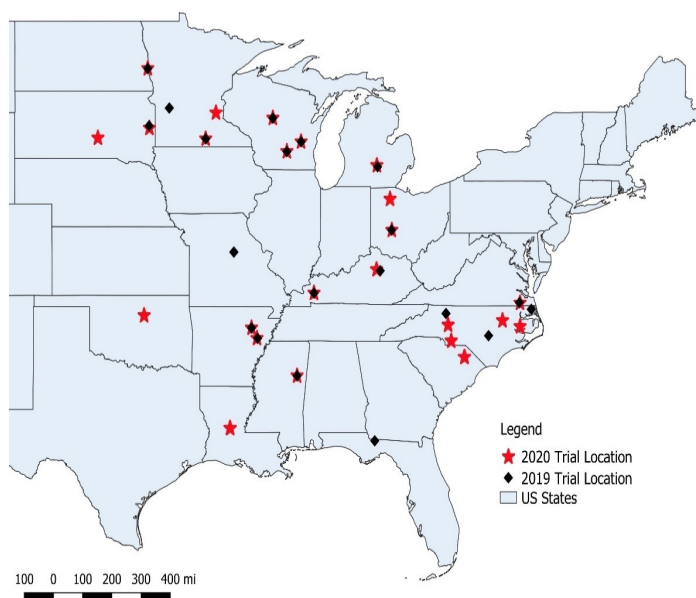 Legend
2020 Trial Location
2019 Trial Location
US States
100 0 100 200 300 400 mi